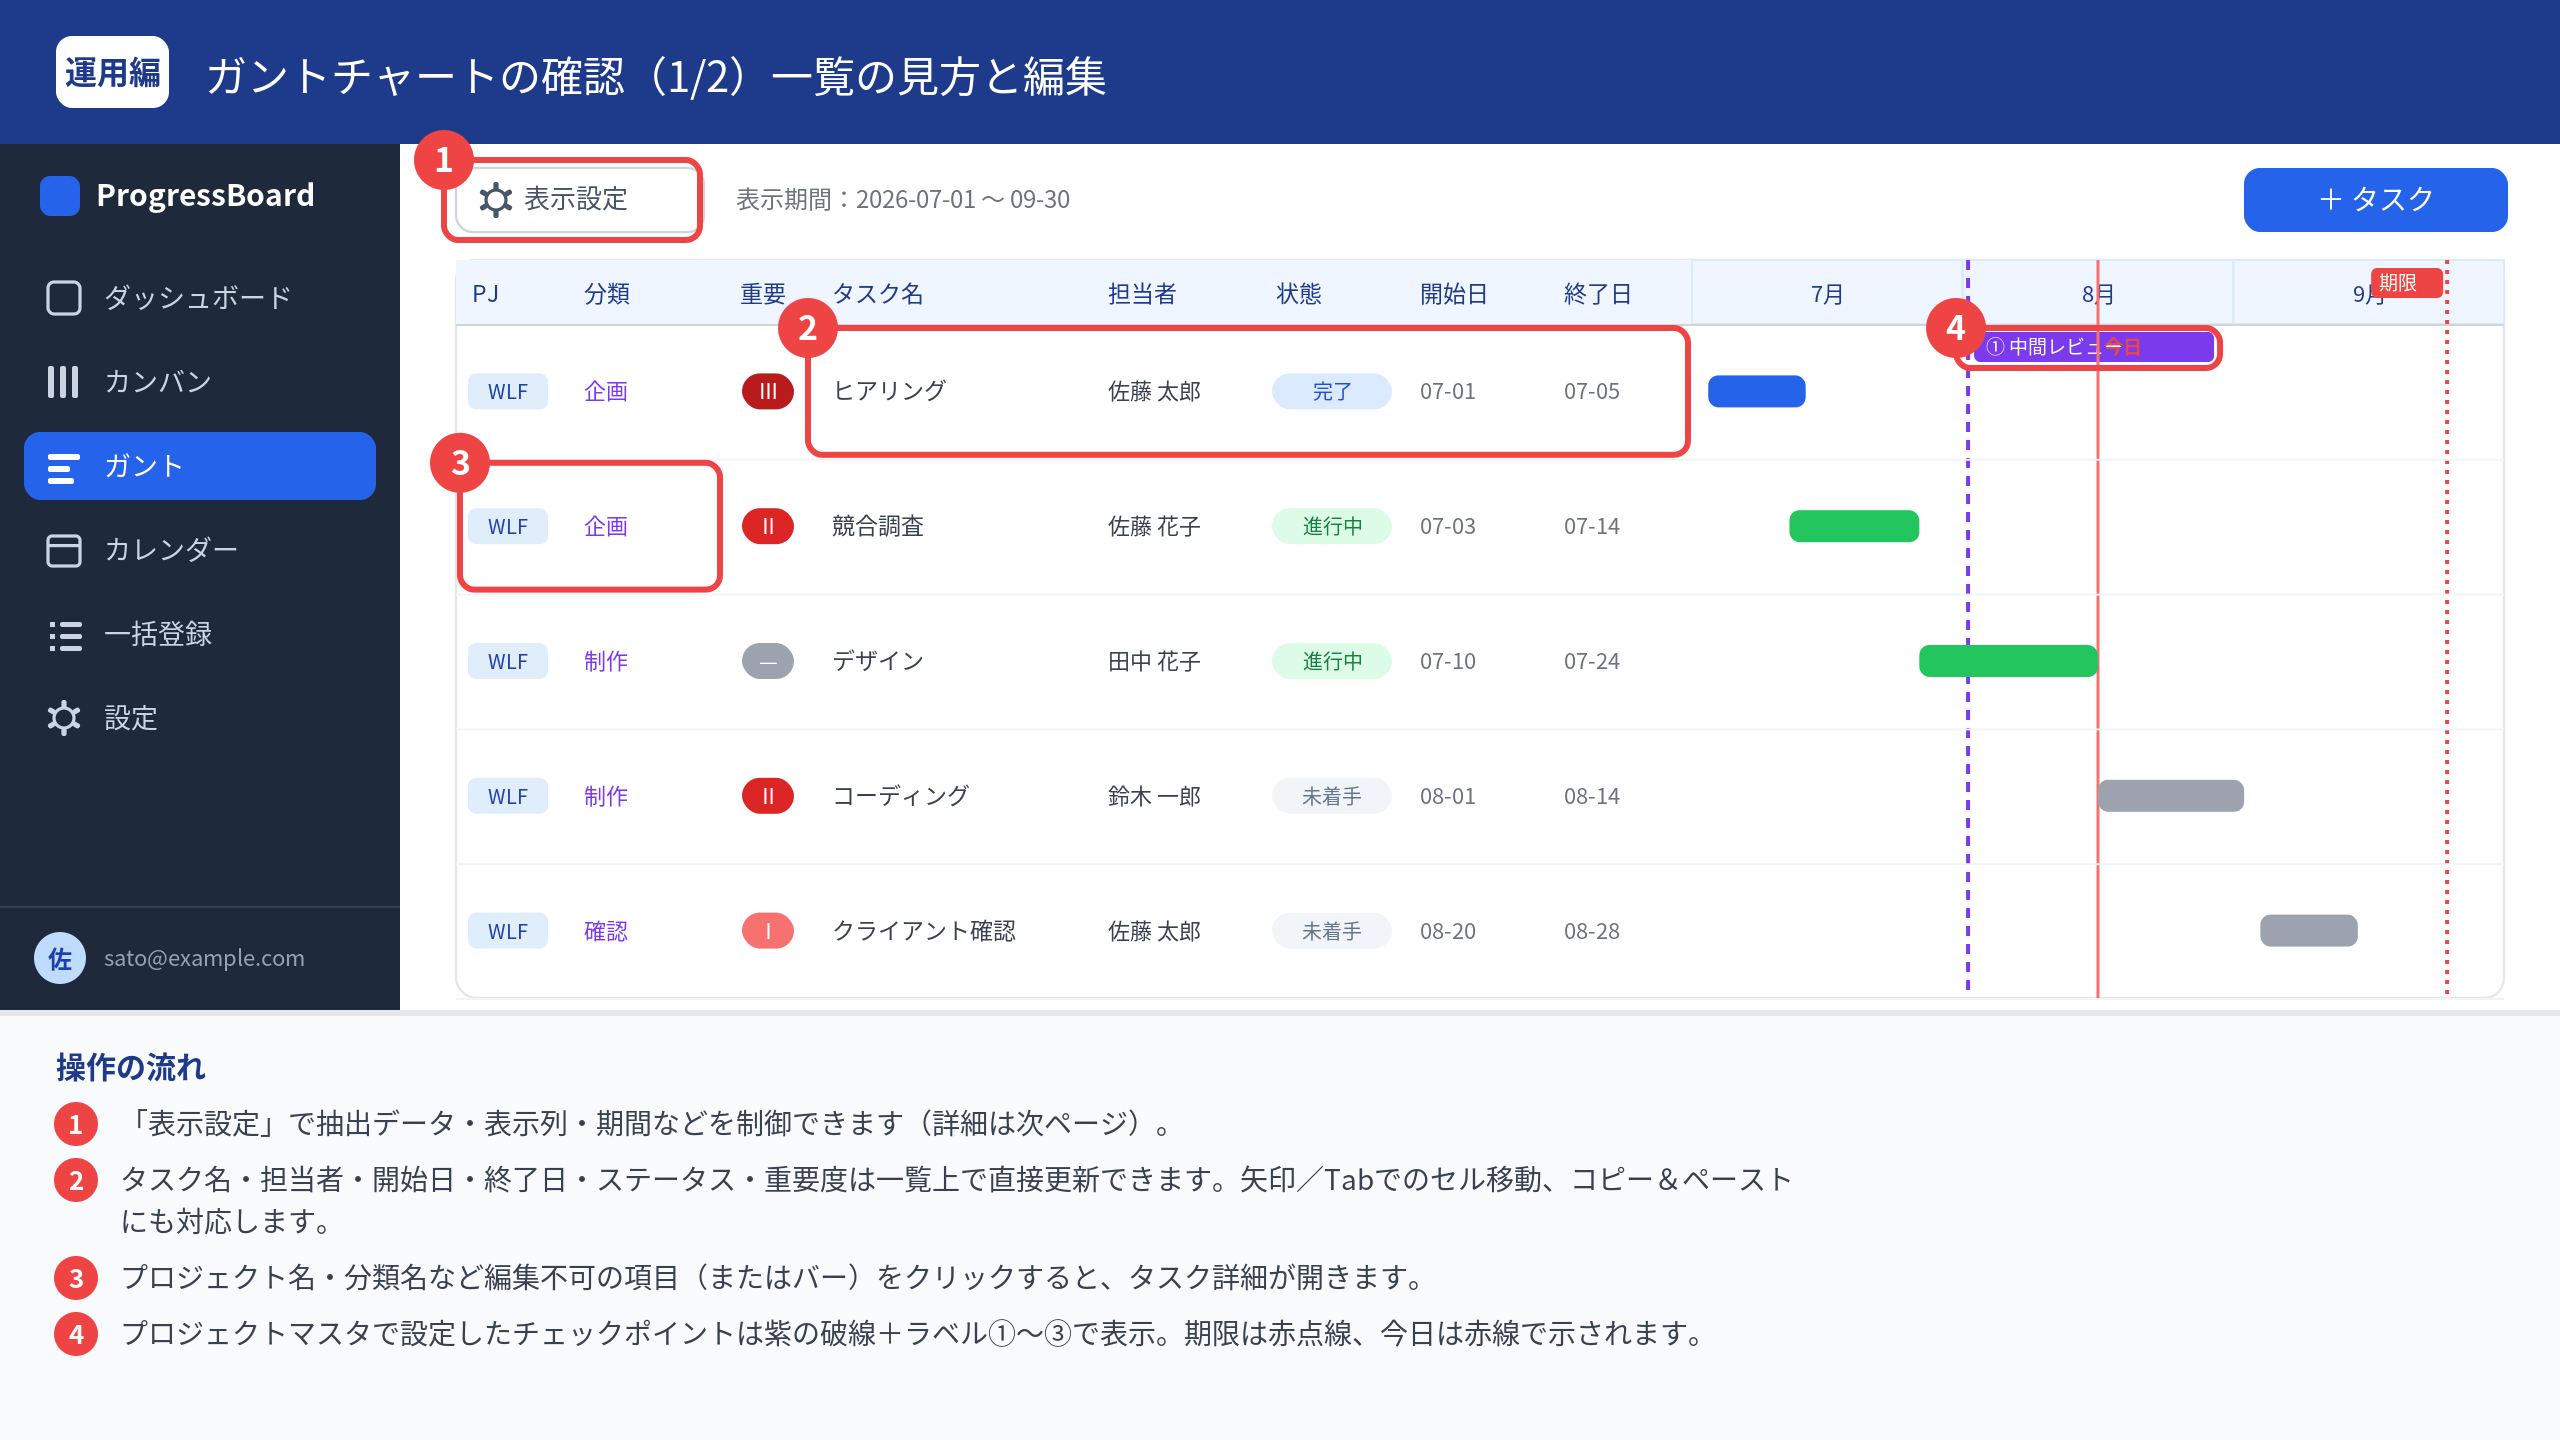 運用編 ガントチャートの確認（1/2）一覧の見方と編集
ProgressBoard
ダッシュボード
カンバン
ガント
カレンダー
一括登録
設定
佐 sato@example.com
1
表示設定 表示期間：2026-07-01 〜 09-30 ＋ タスク
PJ 分類 重要 タスク名 担当者 状態 開始日 終了日 7月 8月 9月 期限
2
4
① 中間レビュー 今日
WLF 企画 III ヒアリング 佐藤 太郎 完了 07-01 07-05
3
WLF 企画 II 競合調査 佐藤 花子 進行中 07-03 07-14
WLF 制作 — デザイン 田中 花子 進行中 07-10 07-24
WLF 制作 II コーディング 鈴木 一郎 未着手 08-01 08-14
WLF 確認 I クライアント確認 佐藤 太郎 未着手 08-20 08-28
操作の流れ
1 「表示設定」で抽出データ・表示列・期間などを制御できます（詳細は次ページ）。
2 タスク名・担当者・開始日・終了日・ステータス・重要度は一覧上で直接更新できます。矢印／Tabでのセル移動、コピー＆ペースト
にも対応します。
3 プロジェクト名・分類名など編集不可の項目（またはバー）をクリックすると、タスク詳細が開きます。
4 プロジェクトマスタで設定したチェックポイントは紫の破線＋ラベル①〜③で表示。期限は赤点線、今日は赤線で示されます。